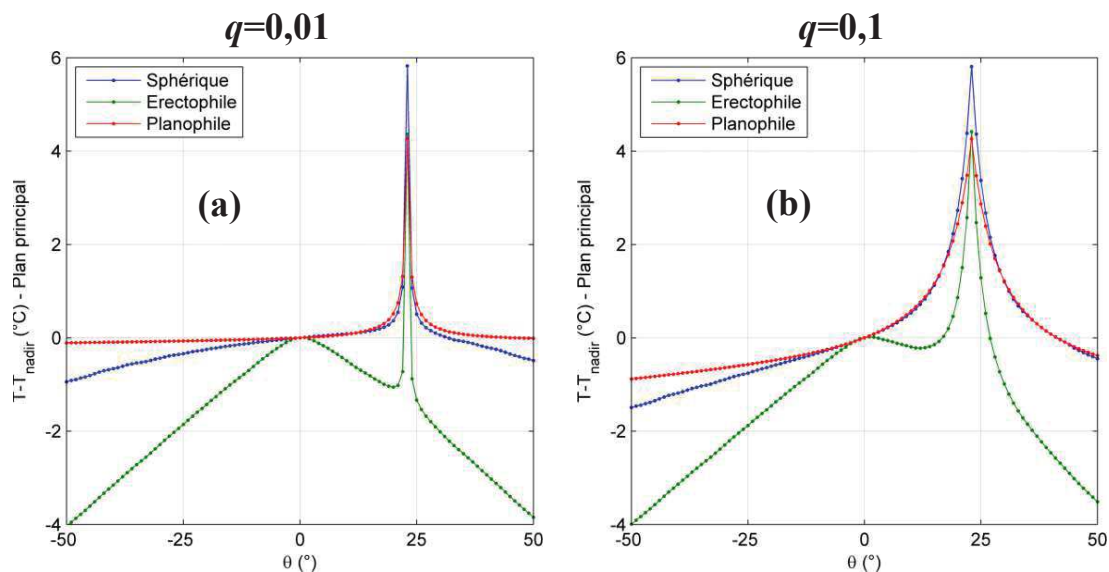 q=0,01
6
4
2
0
-2
-4
-50
-25
0
25
50
θ (°)
T-Tnadir (°C) - Plan principal
Sphérique
Erectophile
Planophile
(a)
q=0,1
6
4
2
0
-2
-4
-50
-25
0
25
50
θ (°)
T-Tnadir (°C) - Plan principal
Sphérique
Erectophile
Planophile
(b)